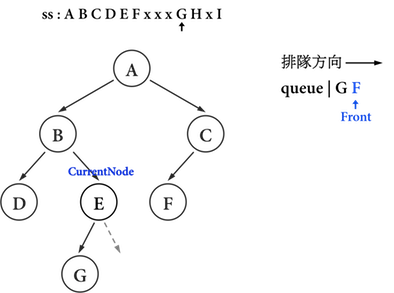 ss : A B C D E F x x x G H x I
排隊方向
queue | G F
Front
A
B
C
CurrentNode
D
E
F
G